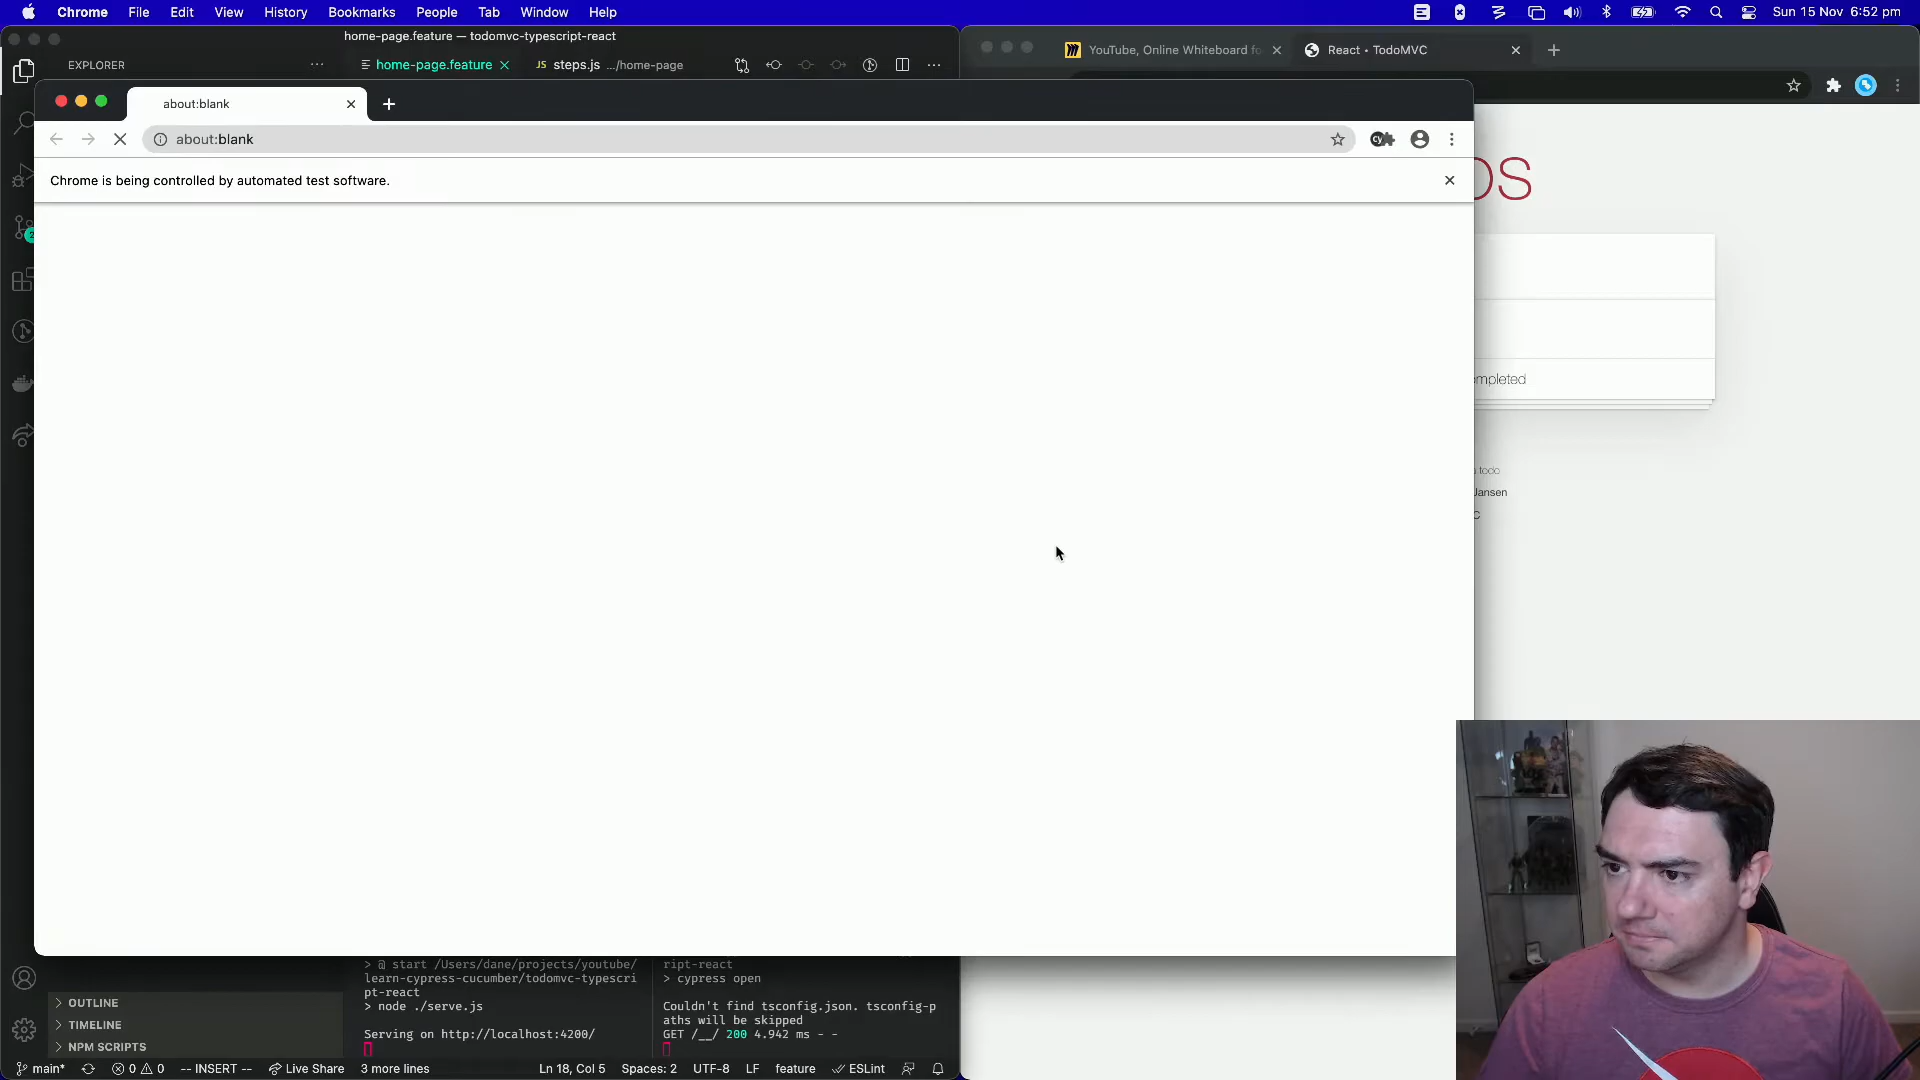 Chrome File Edit View History Bookmarks People Tab Window Help
Sun 15 Nov 6:52 pm
home-page.feature — todomvc-typescript-react
EXPLORER
home-page.feature
JS steps.js .../home-page
YouTube, Online Whiteboard fo
React • TodoMVC
about:blank
about:blank
Chrome is being controlled by automated test software.
os
ompleted
Jansen
C
> @ start /Users/dane/projects/youtube/
learn-cypress-cucumber/todomvc-typescri
pt-react
> node ./serve.js
Serving on http://localhost:4200/
ript-react
> cypress open
Couldn't find tsconfig.json. tsconfig-p
aths will be skipped
GET /__/ 200 4.942 ms - -
OUTLINE
TIMELINE
NPM SCRIPTS
main* 0 0 -- INSERT -- Live Share 3 more lines Ln 18, Col 5 Spaces: 2 UTF-8 LF feature ESLint